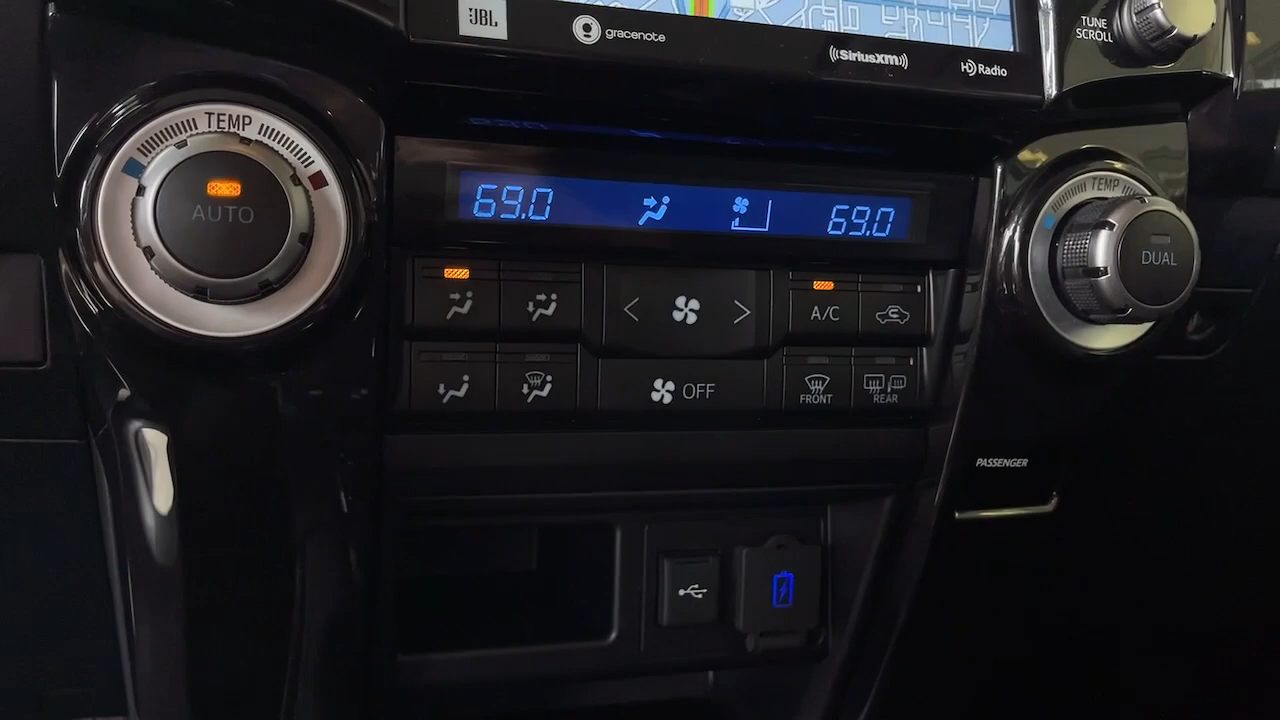 JBL
gracenote
SiriusXM
HD Radio
TUNE
SCROLL
TEMP
AUTO
69.0
69.0
TEMP
DUAL
A/C
OFF
FRONT
REAR
PASSENGER